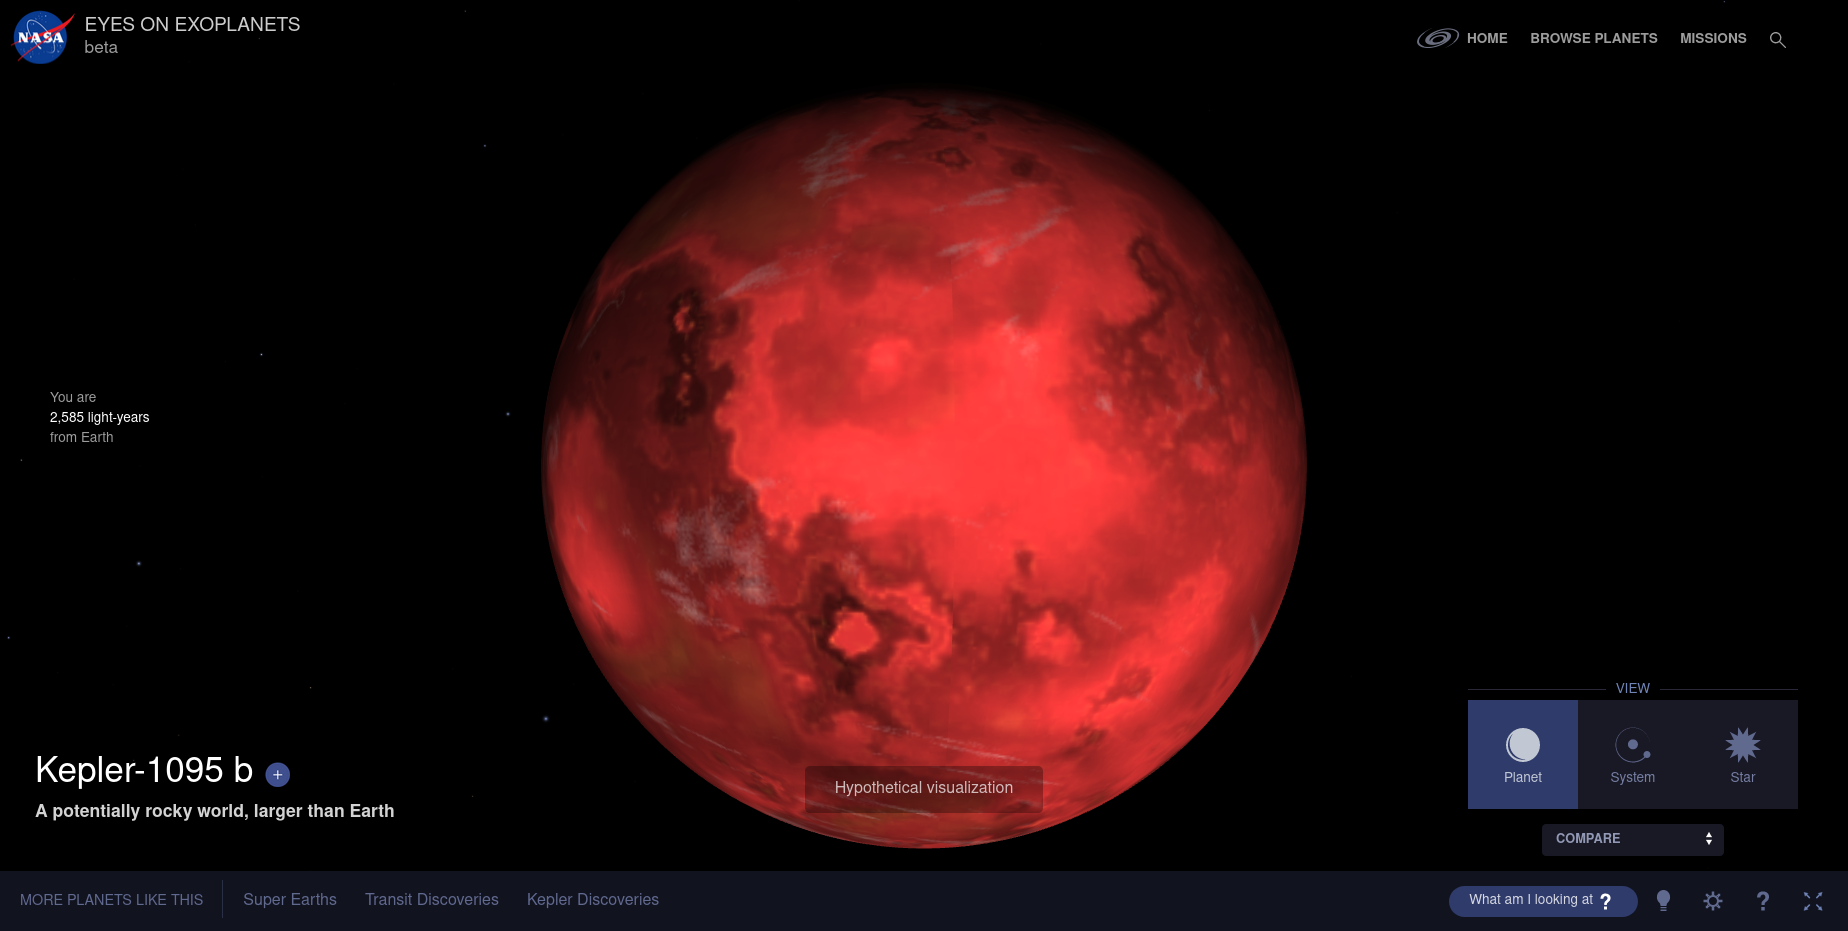 NASA
EYES ON EXOPLANETS
beta
HOME
BROWSE PLANETS
MISSIONS
You are
2,585 light-years
from Earth
Kepler-1095 b +
A potentially rocky world, larger than Earth
Hypothetical visualization
VIEW
Planet
System
Star
COMPARE
MORE PLANETS LIKE THIS
Super Earths
Transit Discoveries
Kepler Discoveries
What am I looking at ?
?